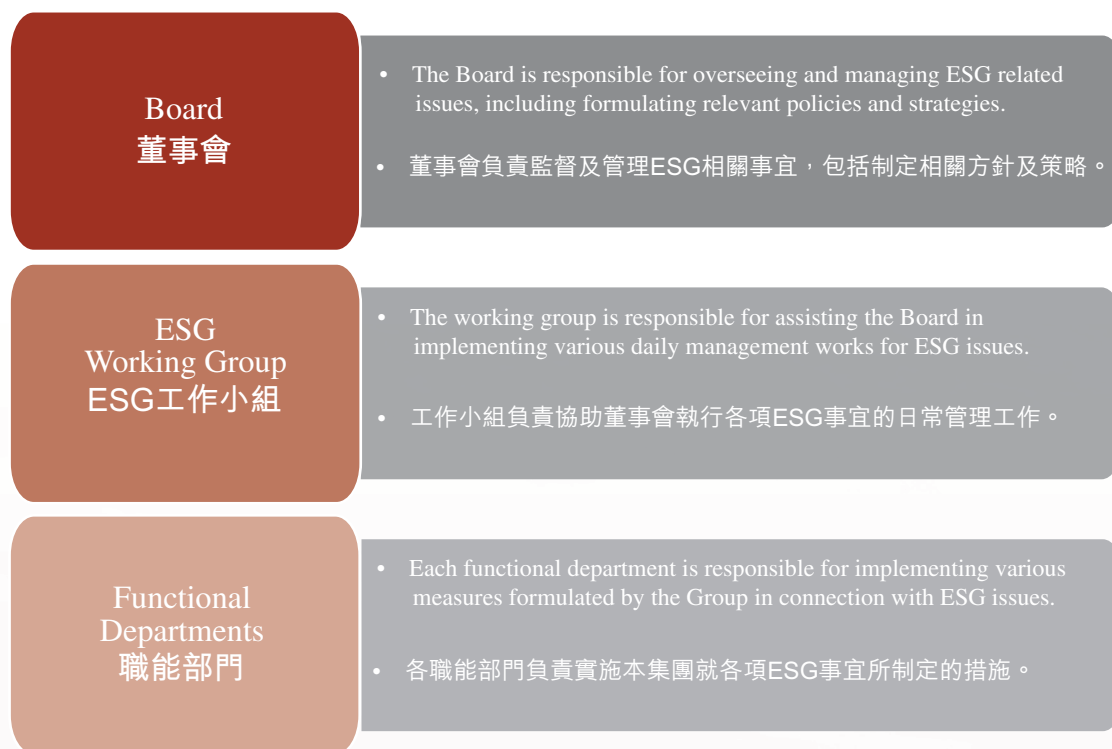 Board
董事會
• The Board is responsible for overseeing and managing ESG related
issues, including formulating relevant policies and strategies.
• 董事會負責監督及管理ESG相關事宜，包括制定相關方針及策略。
ESG
Working Group
ESG工作小組
• The working group is responsible for assisting the Board in
implementing various daily management works for ESG issues.
• 工作小組負責協助董事會執行各項ESG事宜的日常管理工作。
Functional
Departments
職能部門
• Each functional department is responsible for implementing various
measures formulated by the Group in connection with ESG issues.
• 各職能部門負責實施本集團就各項ESG事宜所制定的措施。